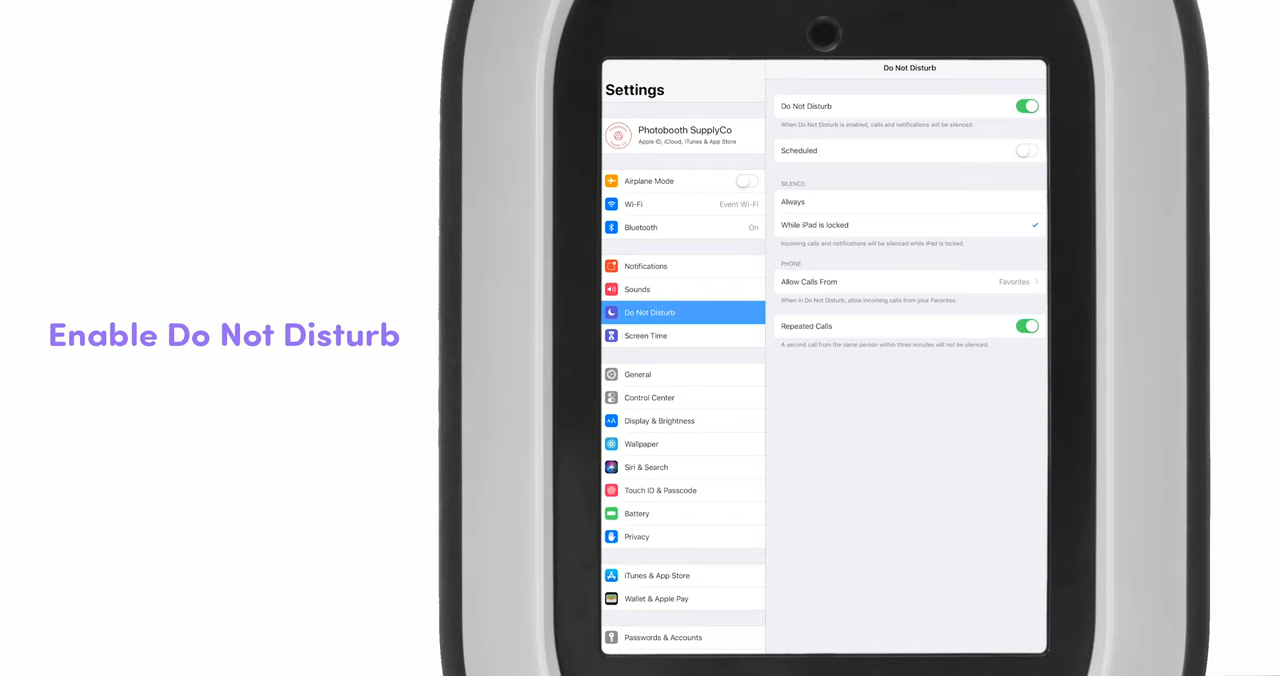 Enable Do Not Disturb
Settings
Photobooth SupplyCo
Apple ID, iCloud, iTunes & App Store
Airplane Mode
Wi-Fi Event Wi-Fi
Bluetooth On
Notifications
Sounds
Do Not Disturb
Screen Time
General
Control Center
Display & Brightness
Wallpaper
Siri & Search
Touch ID & Passcode
Battery
Privacy
iTunes & App Store
Wallet & Apple Pay
Passwords & Accounts
Do Not Disturb
Do Not Disturb
When Do Not Disturb is enabled, calls and notifications will be silenced.
Scheduled
SILENCE:
Always
While iPad is locked
Incoming calls and notifications will be silenced while iPad is locked.
PHONE
Allow Calls From Favorites
When in Do Not Disturb, allow incoming calls from your Favorites.
Repeated Calls
A second call from the same person within three minutes will not be silenced.